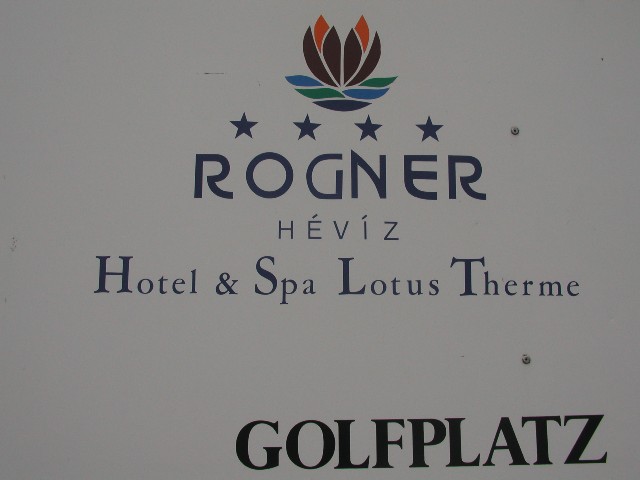 ROGNER
HÉVÍZ
Hotel & Spa Lotus Therme
GOLFPLATZ